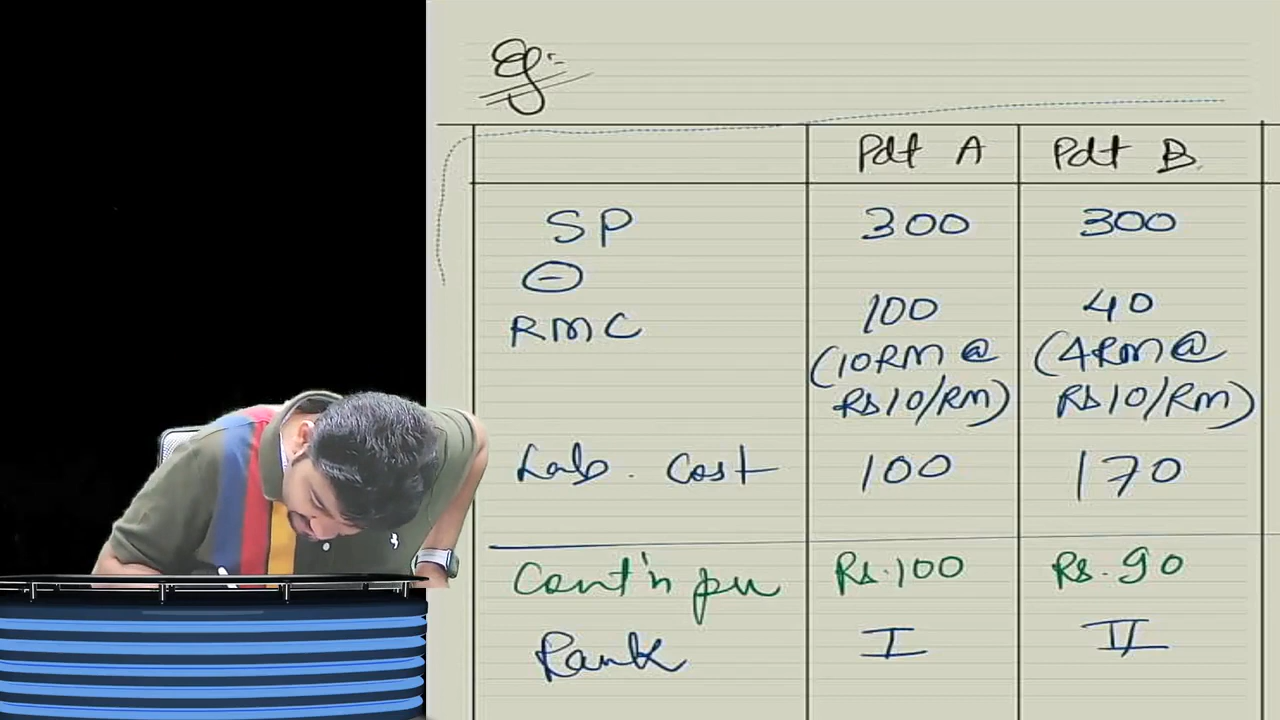 Eg:-
Pdt A Pdt B.
SP 300 300
(-)
RMC 100 40
(10RM @ (4RM @
Rs10/RM) Rs10/RM)
Lab. Cost 100 170
Cont'n pu Rs.100 Rs.90
Rank I II